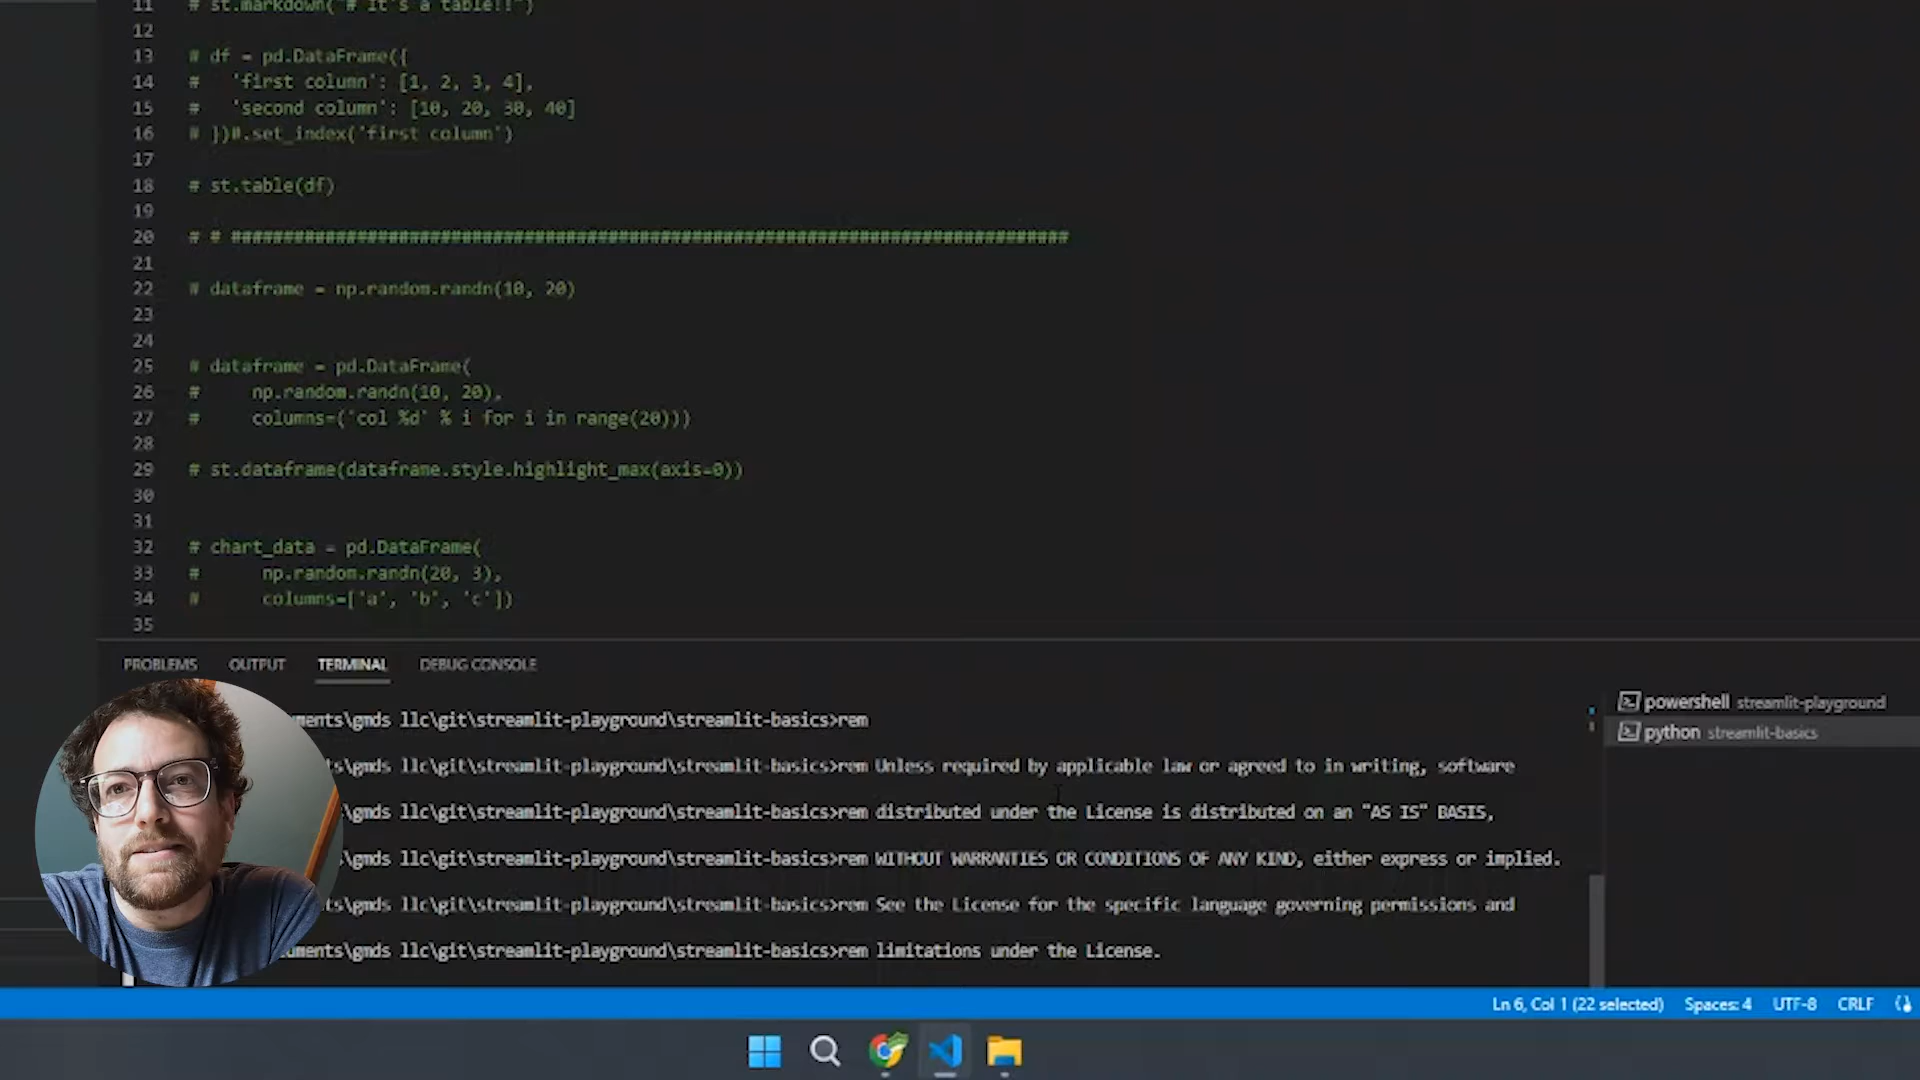 11 # st.markdown("# It's a table!!")
12
13 # df = pd.DataFrame({
14 #   'first column': [1, 2, 3, 4],
15 #   'second column': [10, 20, 30, 40]
16 # })#.set_index('first column')
17
18 # st.table(df)
19
20 # # ################################################################################
21
22 # dataframe = np.random.randn(10, 20)
23
24
25 # dataframe = pd.DataFrame(
26 #     np.random.randn(10, 20),
27 #     columns=('col %d' % i for i in range(20)))
28
29 # st.dataframe(dataframe.style.highlight_max(axis=0))
30
31
32 # chart_data = pd.DataFrame(
33 #      np.random.randn(20, 3),
34 #      columns=['a', 'b', 'c'])
35
PROBLEMS OUTPUT TERMINAL DEBUG CONSOLE
ments\gmds llc\git\streamlit-playground\streamlit-basics>rem
ts\gmds llc\git\streamlit-playground\streamlit-basics>rem Unless required by applicable law or agreed to in writing, software
\gmds llc\git\streamlit-playground\streamlit-basics>rem distributed under the License is distributed on an "AS IS" BASIS,
\gmds llc\git\streamlit-playground\streamlit-basics>rem WITHOUT WARRANTIES OR CONDITIONS OF ANY KIND, either express or implied.
ts\gmds llc\git\streamlit-playground\streamlit-basics>rem See the License for the specific language governing permissions and
uments\gmds llc\git\streamlit-playground\streamlit-basics>rem limitations under the License.
powershell streamlit-playground
python streamlit-basics
Ln 6, Col 1 (22 selected) Spaces: 4 UTF-8 CRLF